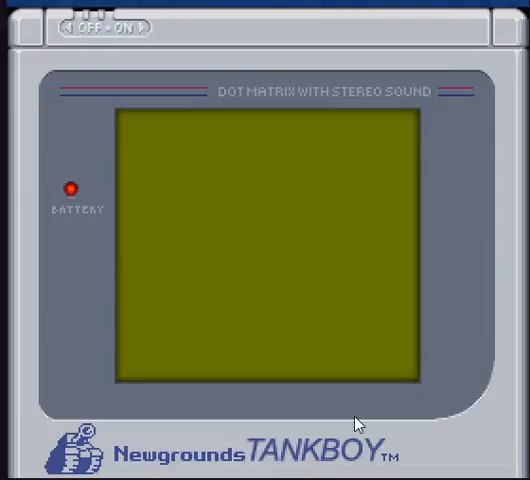 OFF • ON
DOT MATRIX WITH STEREO SOUND
BATTERY
Newgrounds TANKBOY TM